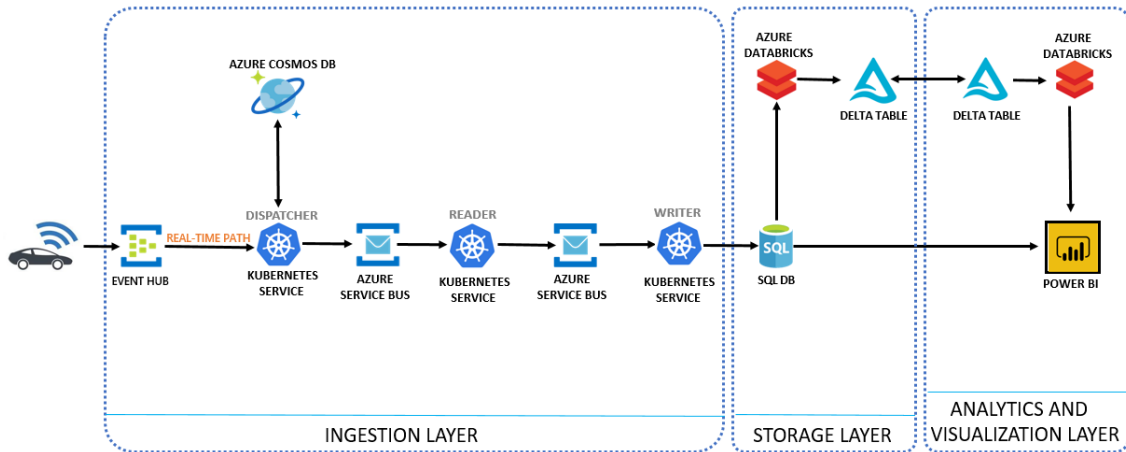 AZURE COSMOS DB
AZURE
DATABRICKS
AZURE
DATABRICKS
DELTA TABLE
DELTA TABLE
DISPATCHER
READER
WRITER
REAL-TIME PATH
SQL
EVENT HUB
KUBERNETES
SERVICE
AZURE
SERVICE BUS
KUBERNETES
SERVICE
AZURE
SERVICE BUS
KUBERNETES
SERVICE
SQL DB
POWER BI
INGESTION LAYER
STORAGE LAYER
ANALYTICS AND
VISUALIZATION LAYER